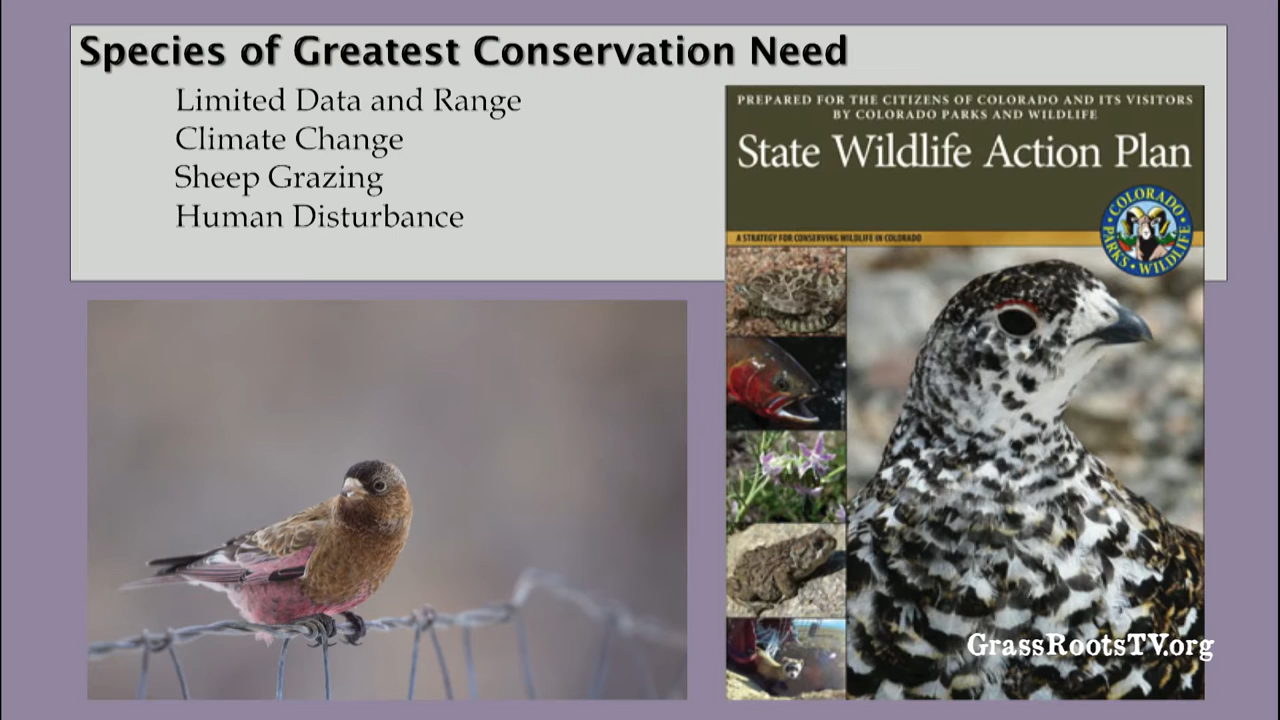 Species of Greatest Conservation Need
Limited Data and Range
Climate Change
Sheep Grazing
Human Disturbance
PREPARED FOR THE CITIZENS OF COLORADO AND ITS VISITORS
BY COLORADO PARKS AND WILDLIFE
State Wildlife Action Plan
COLORADO
PARKS • WILDLIFE
A STRATEGY FOR CONSERVING WILDLIFE IN COLORADO
GrassRootsTV.org